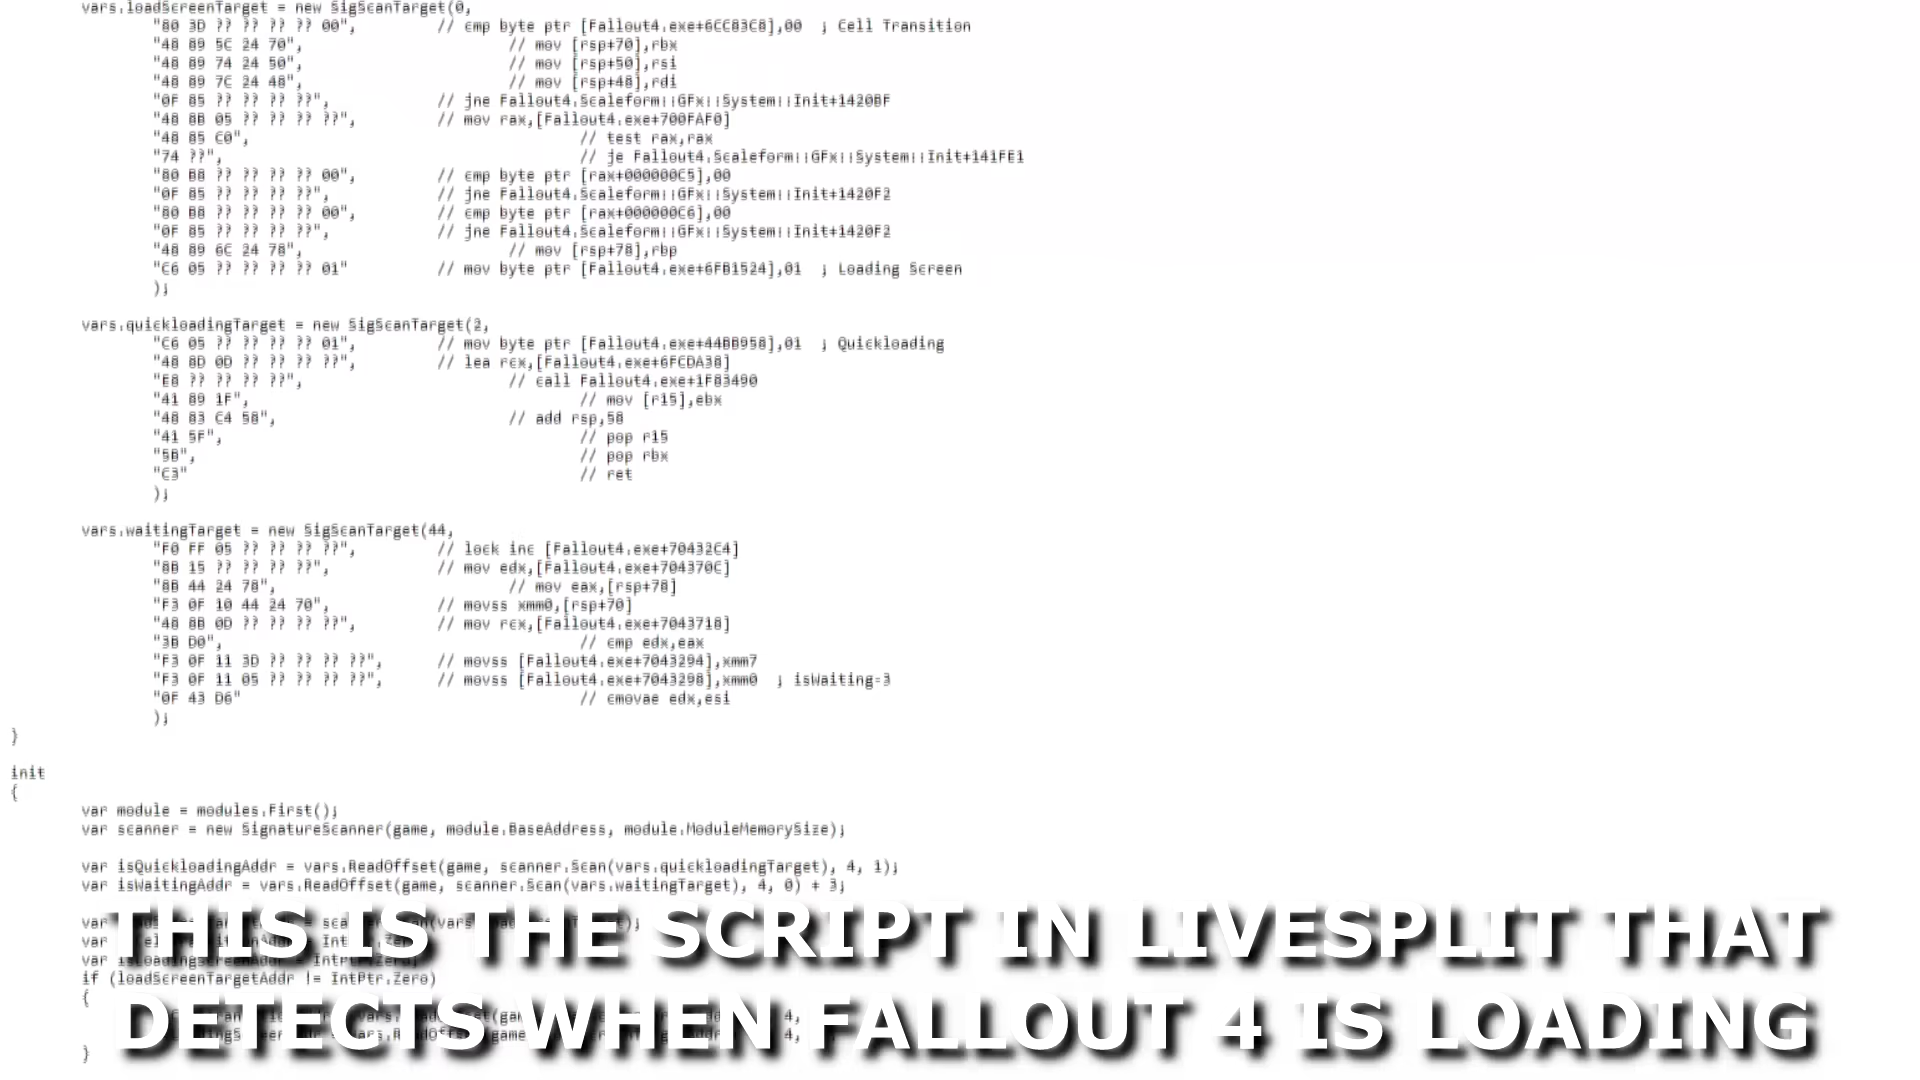 vars.loadScreenTarget = new SigScanTarget(0,
"80 3D ?? ?? ?? ?? 00", // cmp byte ptr [Fallout4.exe+6CC83C8],00 ; Cell Transition
"48 89 5C 24 70", // mov [rsp+70],rbx
"48 89 74 24 50", // mov [rsp+50],rsi
"48 89 7C 24 48", // mov [rsp+48],rdi
"0F 85 ?? ?? ?? ??", // jne Fallout4.Scaleform::GFx::System::Init+1420BF
"48 8B 05 ?? ?? ?? ??", // mov rax,[Fallout4.exe+700FAF0]
"48 85 C0", // test rax,rax
"74 ??", // je Fallout4.Scaleform::GFx::System::Init+141FE1
"80 B8 ?? ?? ?? ?? 00", // cmp byte ptr [rax+000000C5],00
"0F 85 ?? ?? ?? ??", // jne Fallout4.Scaleform::GFx::System::Init+1420F2
"80 B8 ?? ?? ?? ?? 00", // cmp byte ptr [rax+000000C6],00
"0F 85 ?? ?? ?? ??", // jne Fallout4.Scaleform::GFx::System::Init+1420F2
"48 89 6C 24 78", // mov [rsp+78],rbp
"C6 05 ?? ?? ?? ?? 01" // mov byte ptr [Fallout4.exe+6FB1524],01 ; Loading Screen
);
vars.quickloadingTarget = new SigScanTarget(2,
"C6 05 ?? ?? ?? ?? 01", // mov byte ptr [Fallout4.exe+44BB958],01 ; Quickloading
"48 8D 0D ?? ?? ?? ??", // lea rcx,[Fallout4.exe+6FCDA38]
"E8 ?? ?? ?? ??", // call Fallout4.exe+1F83490
"41 89 1F", // mov [r15],ebx
"48 83 C4 58", // add rsp,58
"41 5F", // pop r15
"5B", // pop rbx
"C3" // ret
);
vars.waitingTarget = new SigScanTarget(44,
"F0 FF 05 ?? ?? ?? ??", // lock inc [Fallout4.exe+70432C4]
"8B 15 ?? ?? ?? ??", // mov edx,[Fallout4.exe+704370C]
"8B 44 24 78", // mov eax,[rsp+78]
"F3 0F 10 44 24 70", // movss xmm0,[rsp+70]
"48 8B 0D ?? ?? ?? ??", // mov rcx,[Fallout4.exe+7043718]
"3B D0", // cmp edx,eax
"F3 0F 11 3D ?? ?? ?? ??", // movss [Fallout4.exe+7043294],xmm7
"F3 0F 11 05 ?? ?? ?? ??", // movss [Fallout4.exe+7043298],xmm0 ; isWaiting-3
"0F 43 D6" // cmovae edx,esi
);
}
init
{
var module = modules.First();
var scanner = new SignatureScanner(game, module.BaseAddress, module.ModuleMemorySize);
var isQuickloadingAddr = vars.ReadOffset(game, scanner.Scan(vars.quickloadingTarget), 4, 1);
var isWaitingAddr = vars.ReadOffset(game, scanner.Scan(vars.waitingTarget), 4, 0) + 3;
var
var
var
if (loadScreenTargetAddr != IntPtr.Zero)
{
}
THIS IS THE SCRIPT IN LIVESPLIT THAT
DETECTS WHEN FALLOUT 4 IS LOADING